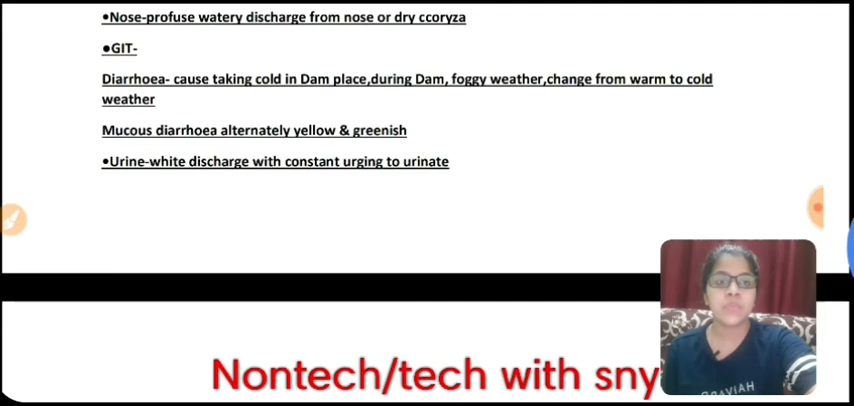 •Nose-profuse watery discharge from nose or dry ccoryza
●GIT-
Diarrhoea- cause taking cold in Dam place,during Dam, foggy weather,change from warm to cold
weather
Mucous diarrhoea alternately yellow & greenish
•Urine-white discharge with constant urging to urinate
Nontech/tech with sny